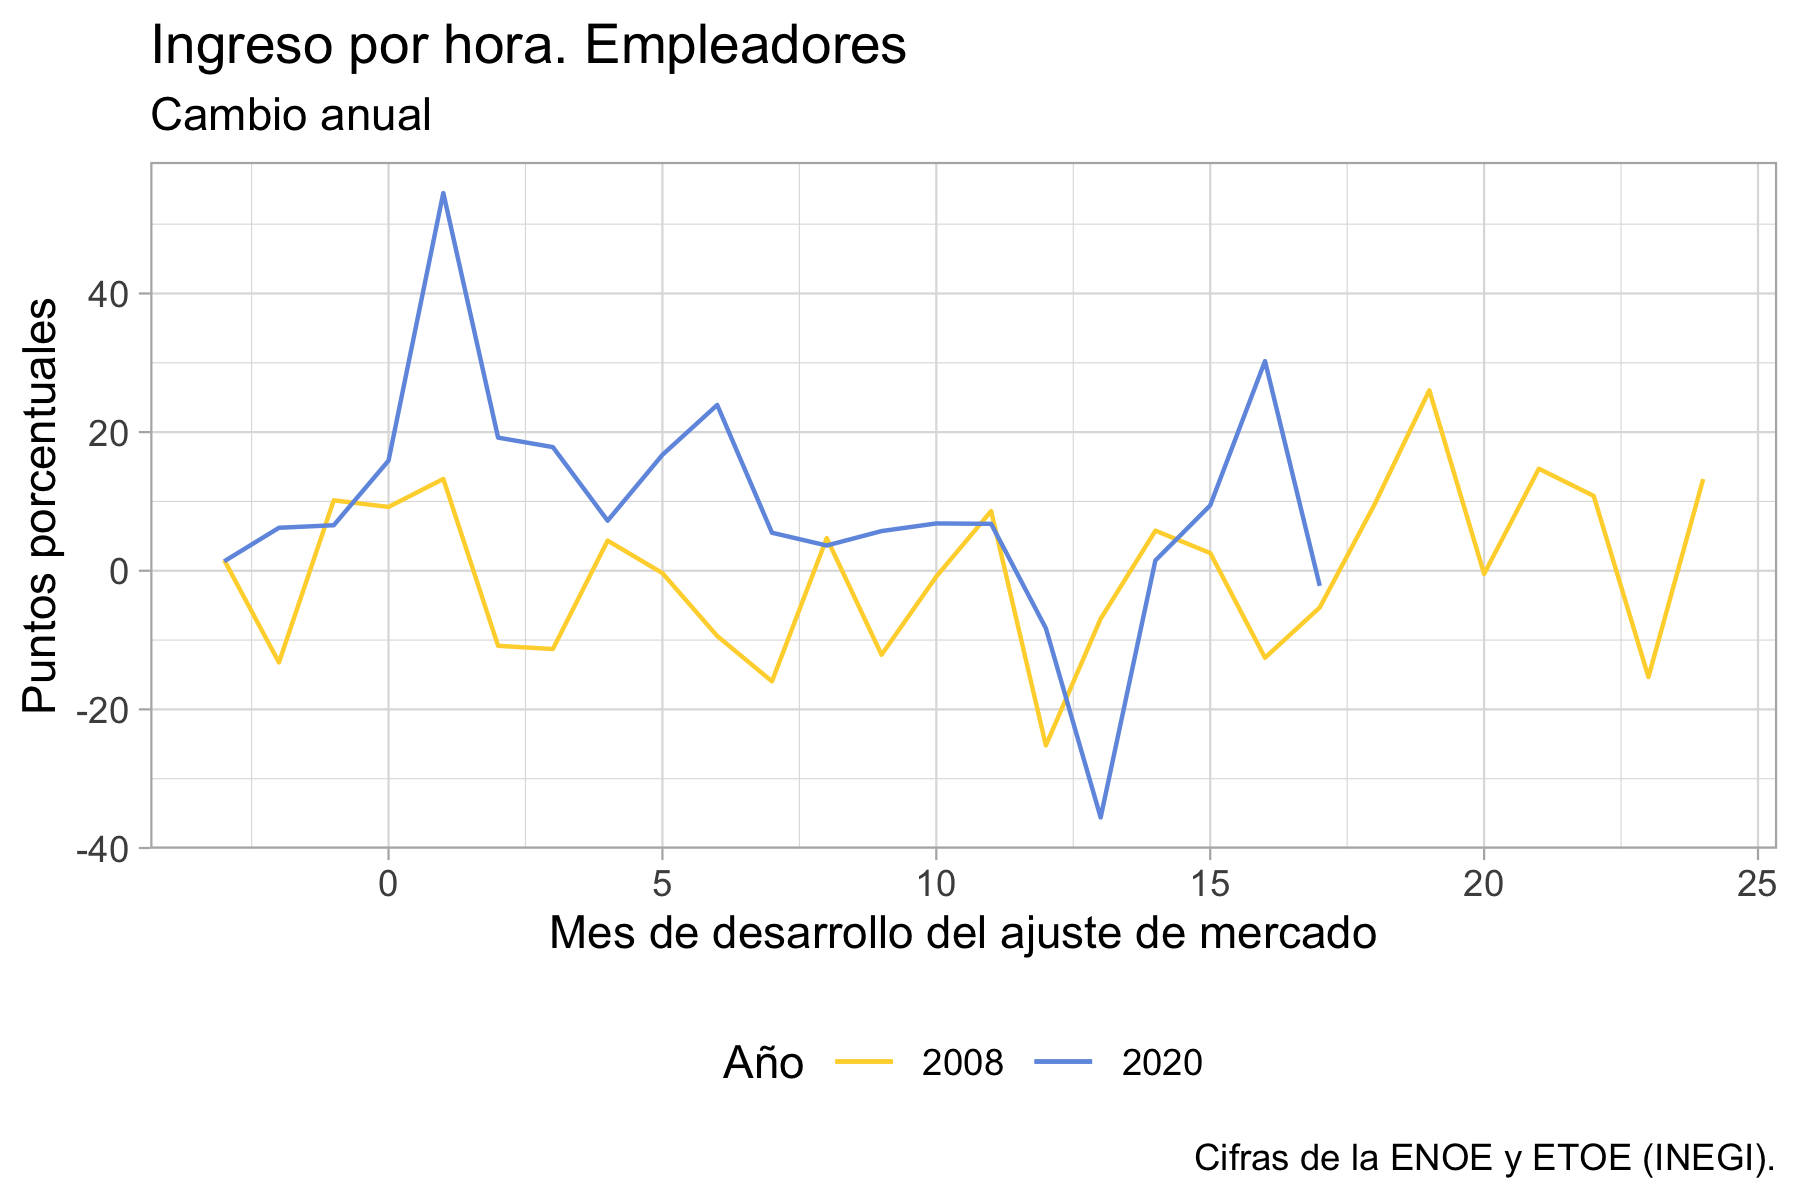 Ingreso por hora. Empleadores
Cambio anual
Puntos porcentuales
40
20
0
-20
-40
0 5 10 15 20 25
Mes de desarrollo del ajuste de mercado
Año 2008 2020
Cifras de la ENOE y ETOE (INEGI).